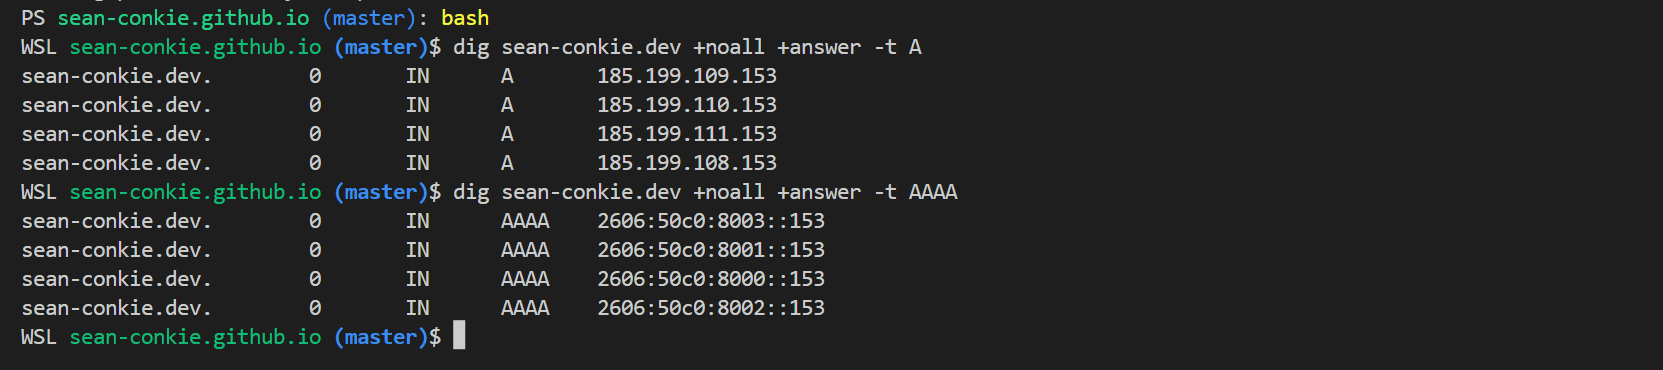 PS sean-conkie.github.io (master): bash
WSL sean-conkie.github.io (master)$ dig sean-conkie.dev +noall +answer -t A
sean-conkie.dev.        0       IN      A       185.199.109.153
sean-conkie.dev.        0       IN      A       185.199.110.153
sean-conkie.dev.        0       IN      A       185.199.111.153
sean-conkie.dev.        0       IN      A       185.199.108.153
WSL sean-conkie.github.io (master)$ dig sean-conkie.dev +noall +answer -t AAAA
sean-conkie.dev.        0       IN      AAAA    2606:50c0:8003::153
sean-conkie.dev.        0       IN      AAAA    2606:50c0:8001::153
sean-conkie.dev.        0       IN      AAAA    2606:50c0:8000::153
sean-conkie.dev.        0       IN      AAAA    2606:50c0:8002::153
WSL sean-conkie.github.io (master)$